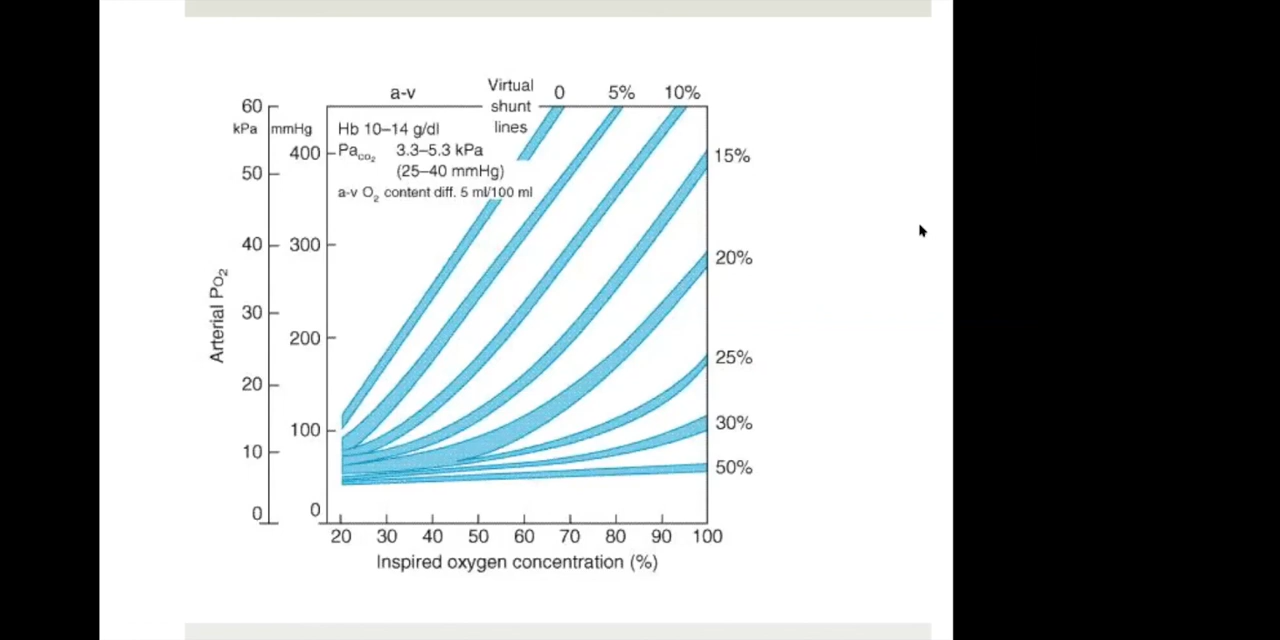 a-v Virtual 0 5% 10%
shunt
lines
60
kPa mmHg
Hb 10–14 g/dl
400
Paco₂ 3.3–5.3 kPa
(25–40 mmHg)
15%
50
a-v O₂ content diff. 5 ml/100 ml
40 300
20%
Arterial PO₂
30
200
25%
20
100
30%
10
50%
0 0
20 30 40 50 60 70 80 90 100
Inspired oxygen concentration (%)